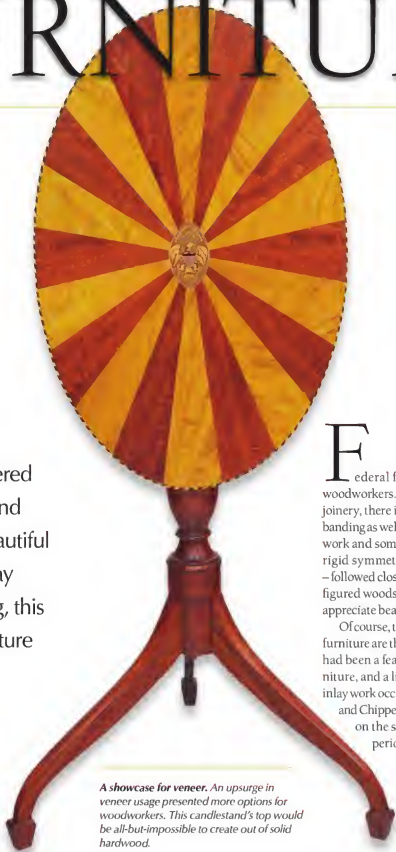 RNITU
ered
nd
autiful
ay
g, this
ture
Federal f
woodworkers.
joinery, there i
banding as wel
work and som
rigid symmet
– followed clos
figured woods
appreciate bea
Of course, t
furniture are th
had been a fea
niture, and a li
inlay work occ
and Chippe
on the s
perio
A showcase for veneer. An upsurge in
veneer usage presented more options for
woodworkers. This candlestand's top would
be all-but-impossible to create out of solid
hardwood.